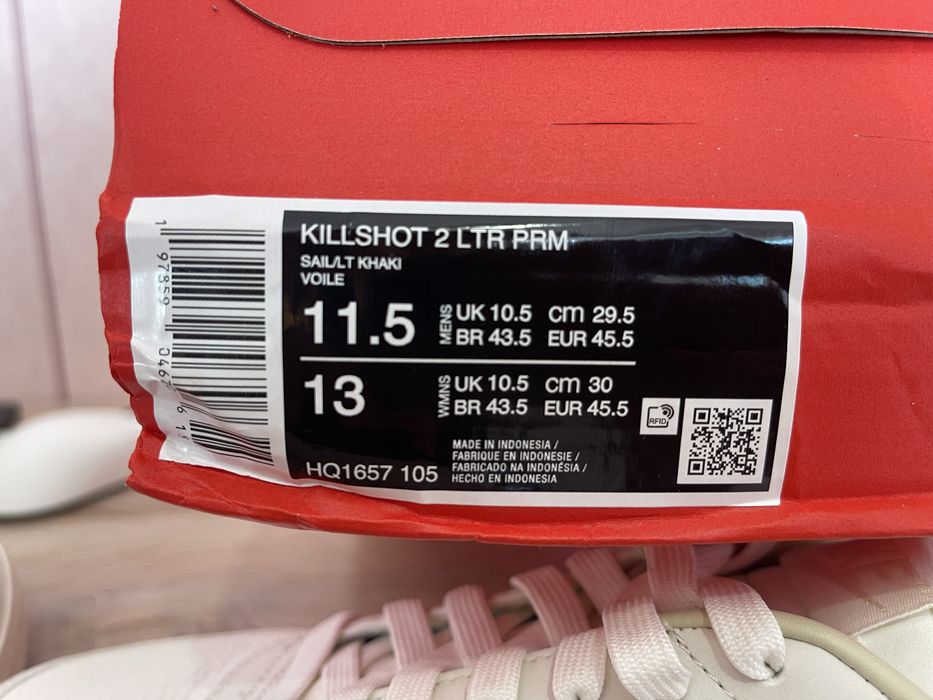 KILLSHOT 2 LTR PRM
SAIL/LT KHAKI
VOILE
11.5 MENS UK 10.5 CM 29.5
BR 43.5 EUR 45.5
13 WMNS UK 10.5 CM 30
BR 43.5 EUR 45.5
RFID
MADE IN INDONESIA /
FABRIQUE EN INDONESIE /
FABRICADO NA INDONÉSIA /
HECHO EN INDONESIA
HQ1657 105